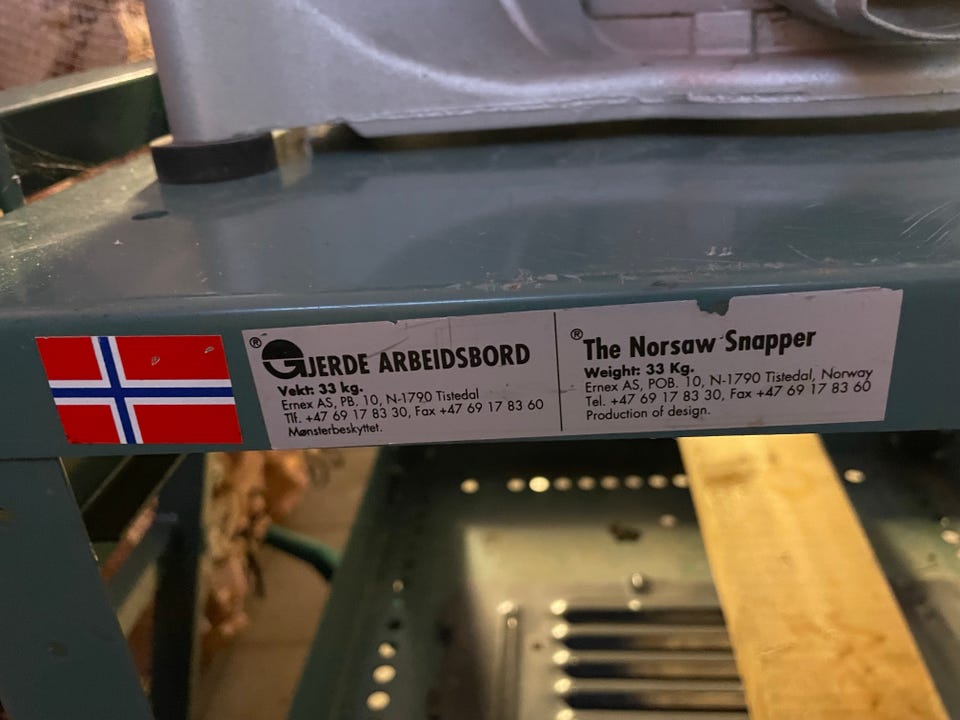 ® GJERDE ARBEIDSBORD
Vekt: 33 kg.
Ernex AS, PB. 10, N-1790 Tistedal
Tlf. +47 69 17 83 30, Fax +47 69 17 83 60
Mønsterbeskyttet.
® The Norsaw Snapper
Weight: 33 Kg.
Ernex AS, POB. 10, N-1790 Tistedal, Norway
Tel. +47 69 17 83 30, Fax +47 69 17 83 60
Production of design.